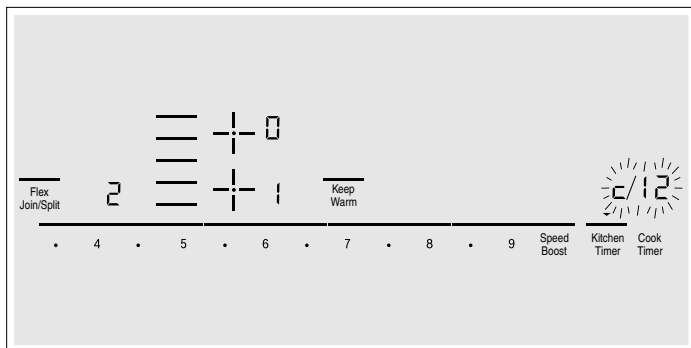 0
Flex
Join/Split
2
1
Keep
Warm
c/12
· 4 · 5 · 6 · 7 · 8 · 9
Speed
Boost
Kitchen
Timer
Cook
Timer